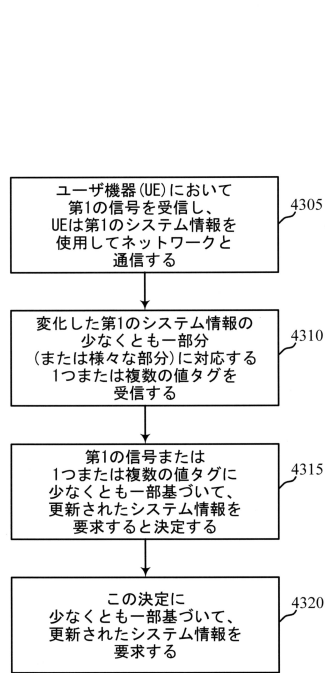 ユーザ機器(UE)において
第1の信号を受信し、
UEは第1のシステム情報を
使用してネットワークと
通信する
4305
変化した第1のシステム情報の
少なくとも一部分
(または様々な部分)に対応する
1つまたは複数の値タグを
受信する
4310
第1の信号または
1つまたは複数の値タグに
少なくとも一部基づいて、
更新されたシステム情報を
要求すると決定する
4315
この決定に
少なくとも一部基づいて、
更新されたシステム情報を
要求する
4320